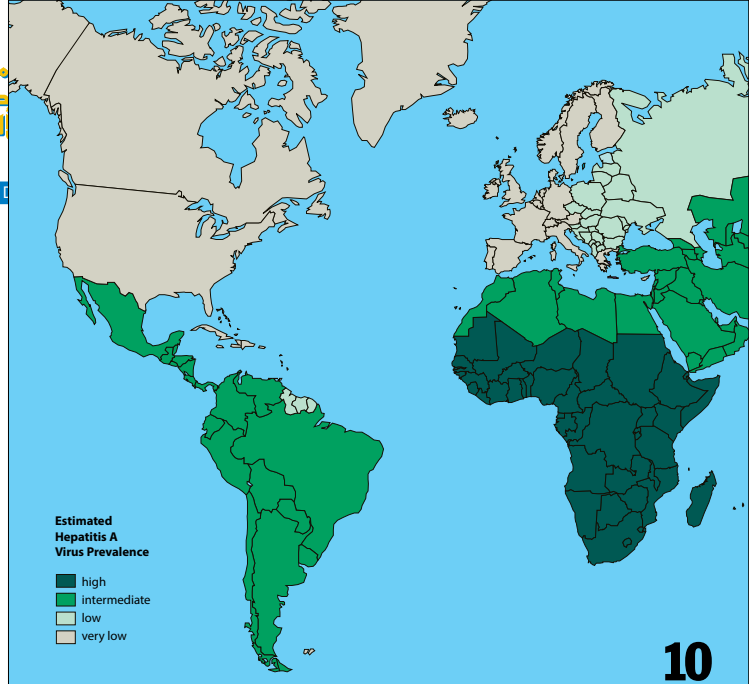 Estimated
Hepatitis A
Virus Prevalence
high
intermediate
low
very low
10